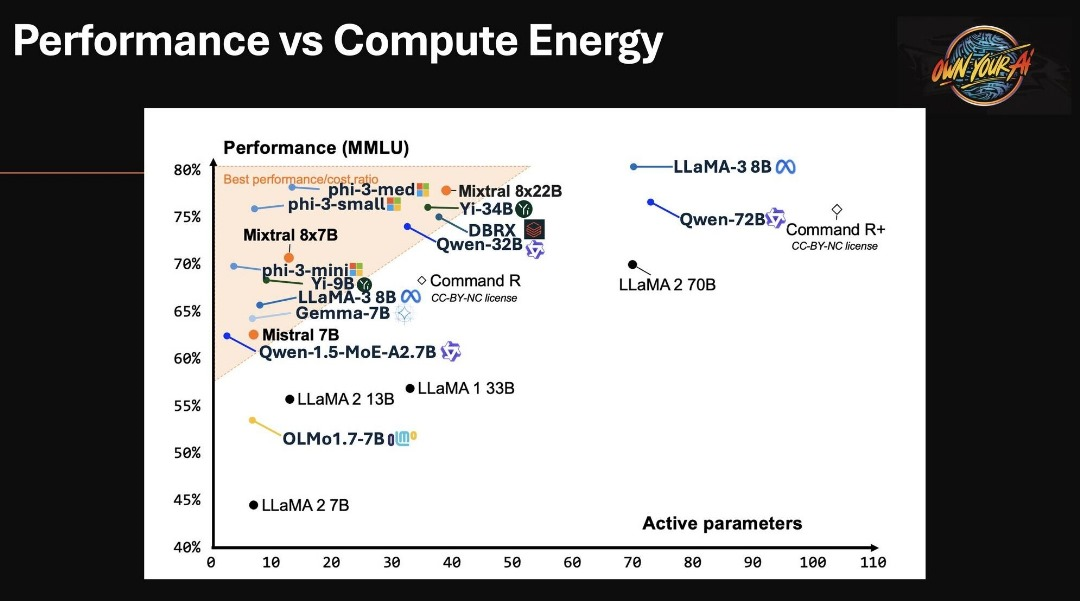 Performance vs Compute Energy
OWN YOUR Ai
Performance (MMLU)
80%
75%
70%
65%
60%
55%
50%
45%
40%
Best performance/cost ratio
phi-3-med
Mixtral 8x22B
phi-3-small
Yi-34B
DBRX
Mixtral 8x7B
Qwen-32B
phi-3-mini
Yi-9B
Command R
CC-BY-NC license
LLaMA-3 8B
Gemma-7B
Mistral 7B
Qwen-1.5-MoE-A2.7B
LLaMA 1 33B
LLaMA 2 13B
OLMo1.7-7B
olmo
LLaMA 2 7B
LLaMA-3 8B
Qwen-72B
Command R+
CC-BY-NC license
LLaMA 2 70B
Active parameters
0 10 20 30 40 50 60 70 80 90 100 110